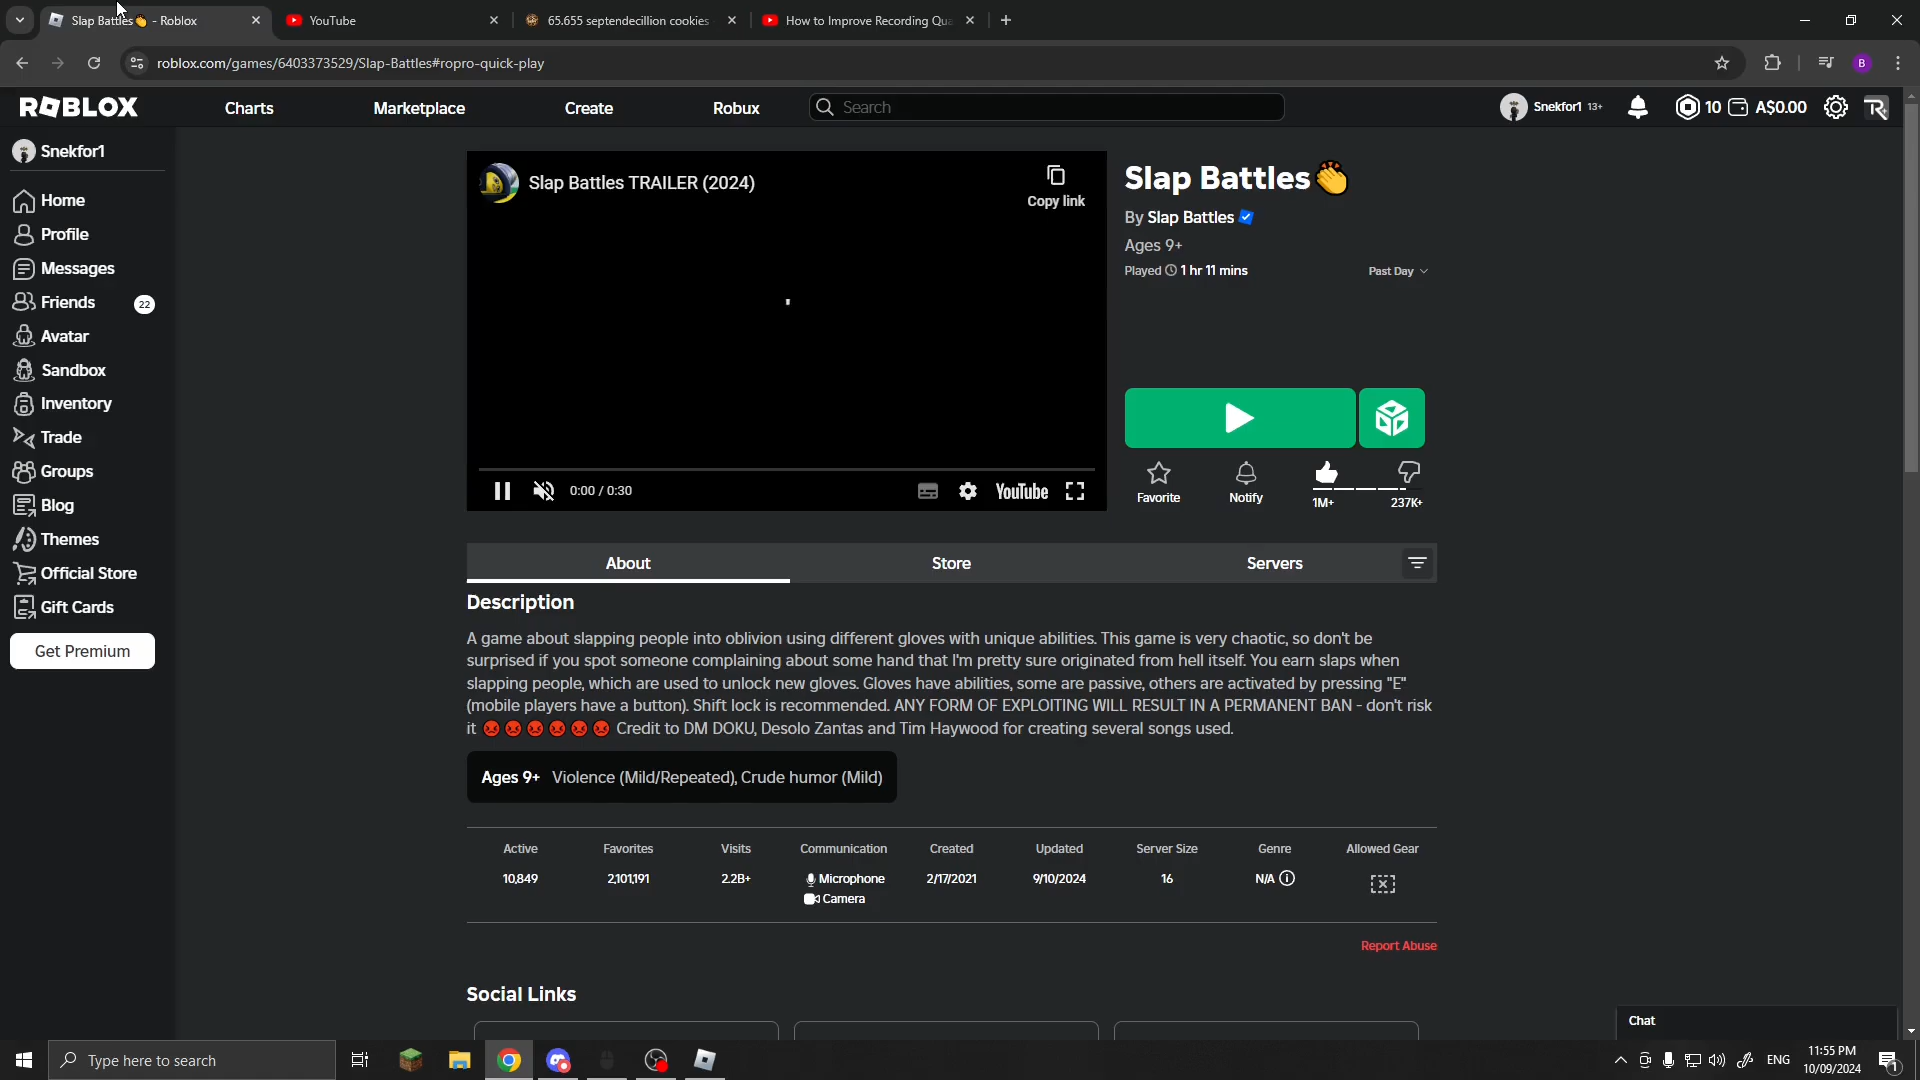 Slap Battles👏 - Roblox
YouTube
65.655 septendecillion cookies
How to Improve Recording Qua
roblox.com/games/6403373529/Slap-Battles#ropro-quick-play
B
ROBLOX
Charts
Marketplace
Create
Robux
Search
Snekfor1 13+
10
A$0.00
Snekfor1
Home
Profile
Messages
Friends
22
Avatar
Sandbox
Inventory
Trade
Groups
Blog
Themes
Official Store
Gift Cards
Get Premium
Slap Battles TRAILER (2024)
Copy link
0:00 / 0:30
YouTube
Slap Battles👏
By Slap Battles
Ages 9+
Played 1 hr 11 mins
Past Day
Favorite
Notify
1M+
237K+
About
Store
Servers
Description
A game about slapping people into oblivion using different gloves with unique abilities. This game is very chaotic, so don't be
surprised if you spot someone complaining about some hand that I'm pretty sure originated from hell itself. You earn slaps when
slapping people, which are used to unlock new gloves. Gloves have abilities, some are passive, others are activated by pressing "E"
(mobile players have a button). Shift lock is recommended. ANY FORM OF EXPLOITING WILL RESULT IN A PERMANENT BAN - don't risk
it 😡😡😡😡😡😡 Credit to DM DOKU, Desolo Zantas and Tim Haywood for creating several songs used.
Ages 9+ Violence (Mild/Repeated), Crude humor (Mild)
Active Favorites Visits Communication Created Updated Server Size Genre Allowed Gear
10,849 2,101,191 2.2B+ Microphone 2/17/2021 9/10/2024 16 N/A
Camera
Report Abuse
Social Links
Chat
Type here to search
ENG
11:55 PM
10/09/2024
1